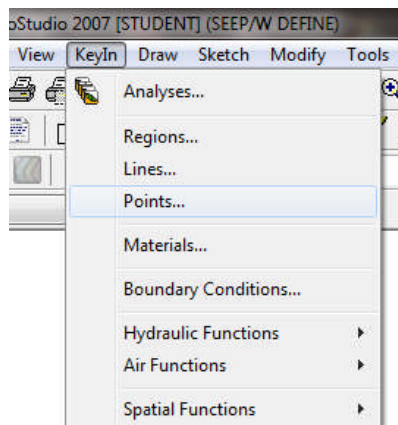 oStudio 2007 [STUDENT] (SEEP/W DEFINE)
View KeyIn Draw Sketch Modify Tools
Analyses...
Regions...
Lines...
Points...
Materials...
Boundary Conditions...
Hydraulic Functions
Air Functions
Spatial Functions